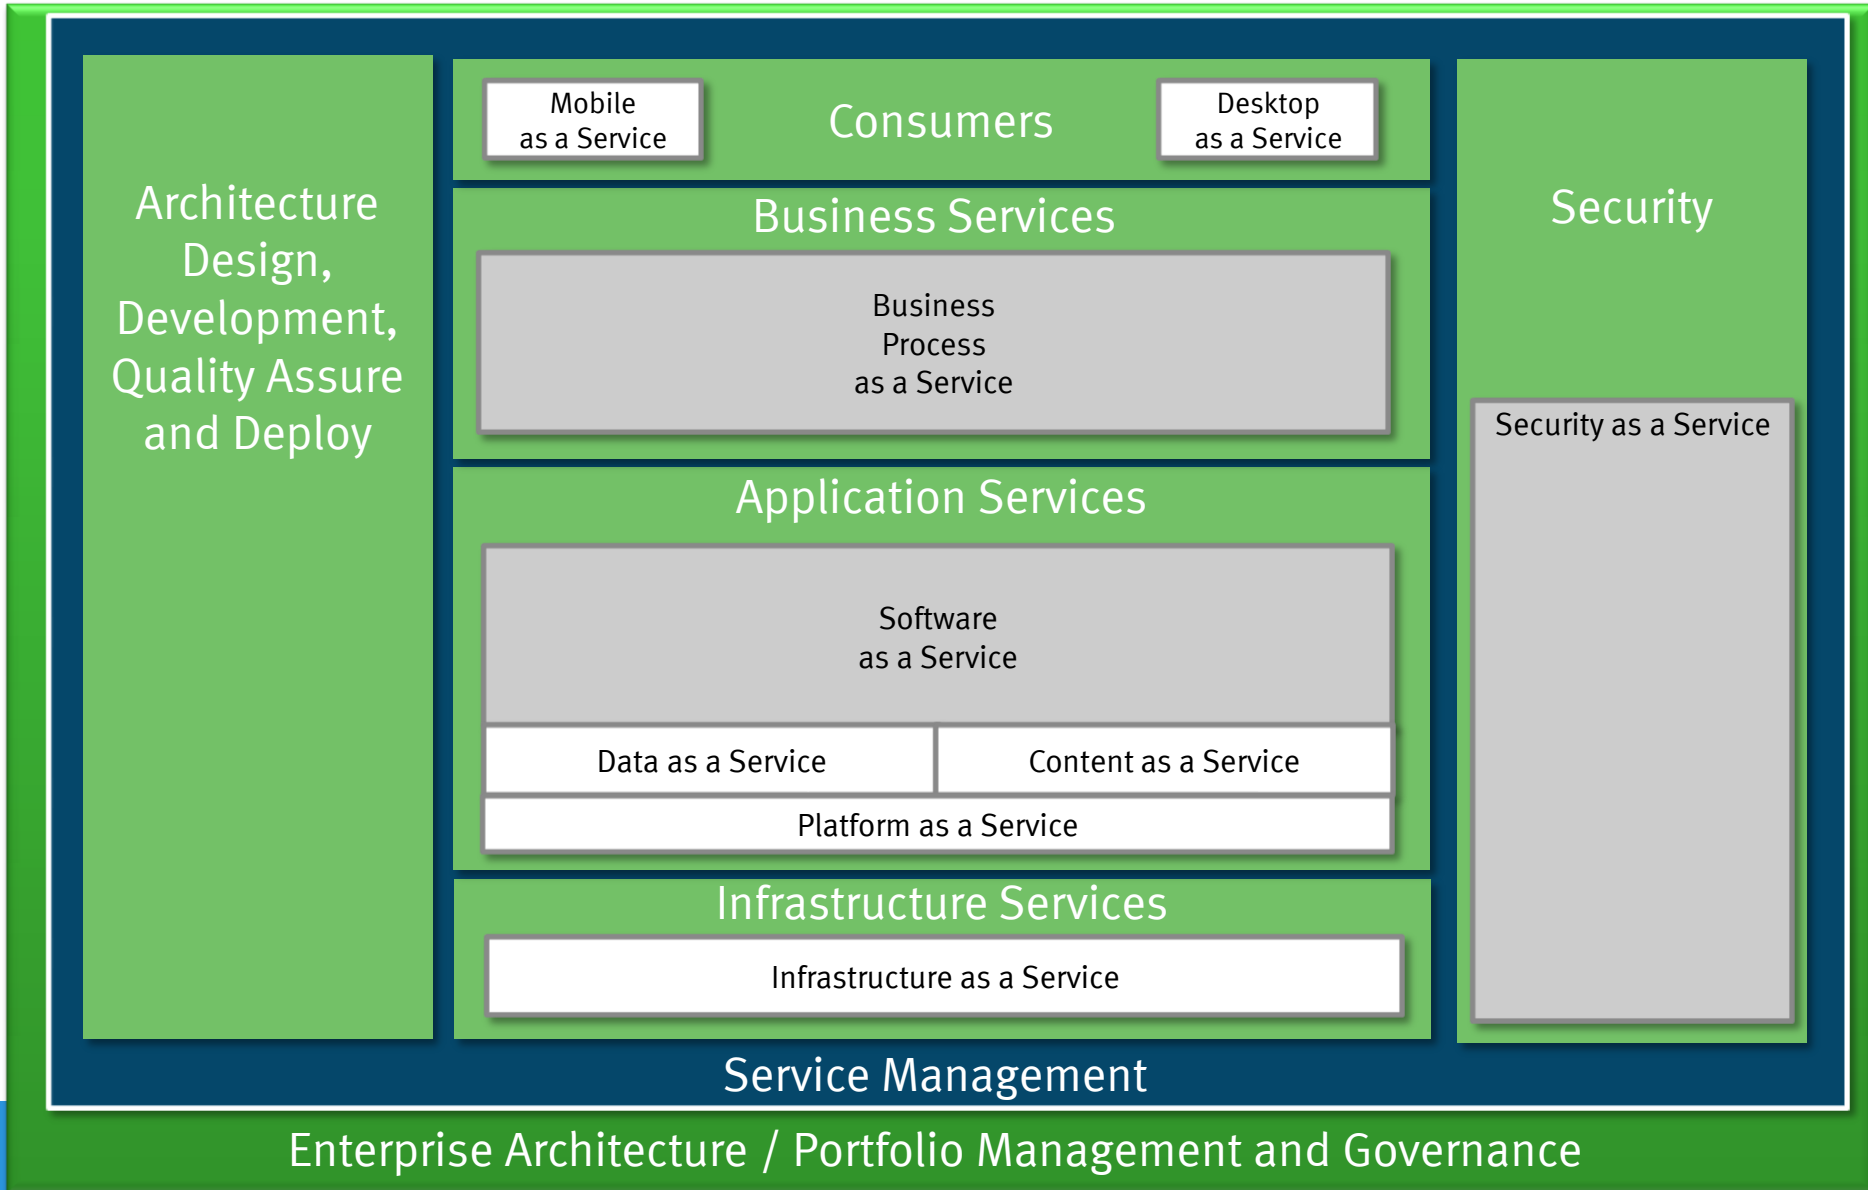 Architecture
Design,
Development,
Quality Assure
and Deploy
Mobile
as a Service
Consumers
Desktop
as a Service
Business Services
Business
Process
as a Service
Application Services
Software
as a Service
Data as a Service
Content as a Service
Platform as a Service
Infrastructure Services
Infrastructure as a Service
Security
Security as a Service
Service Management
Enterprise Architecture / Portfolio Management and Governance